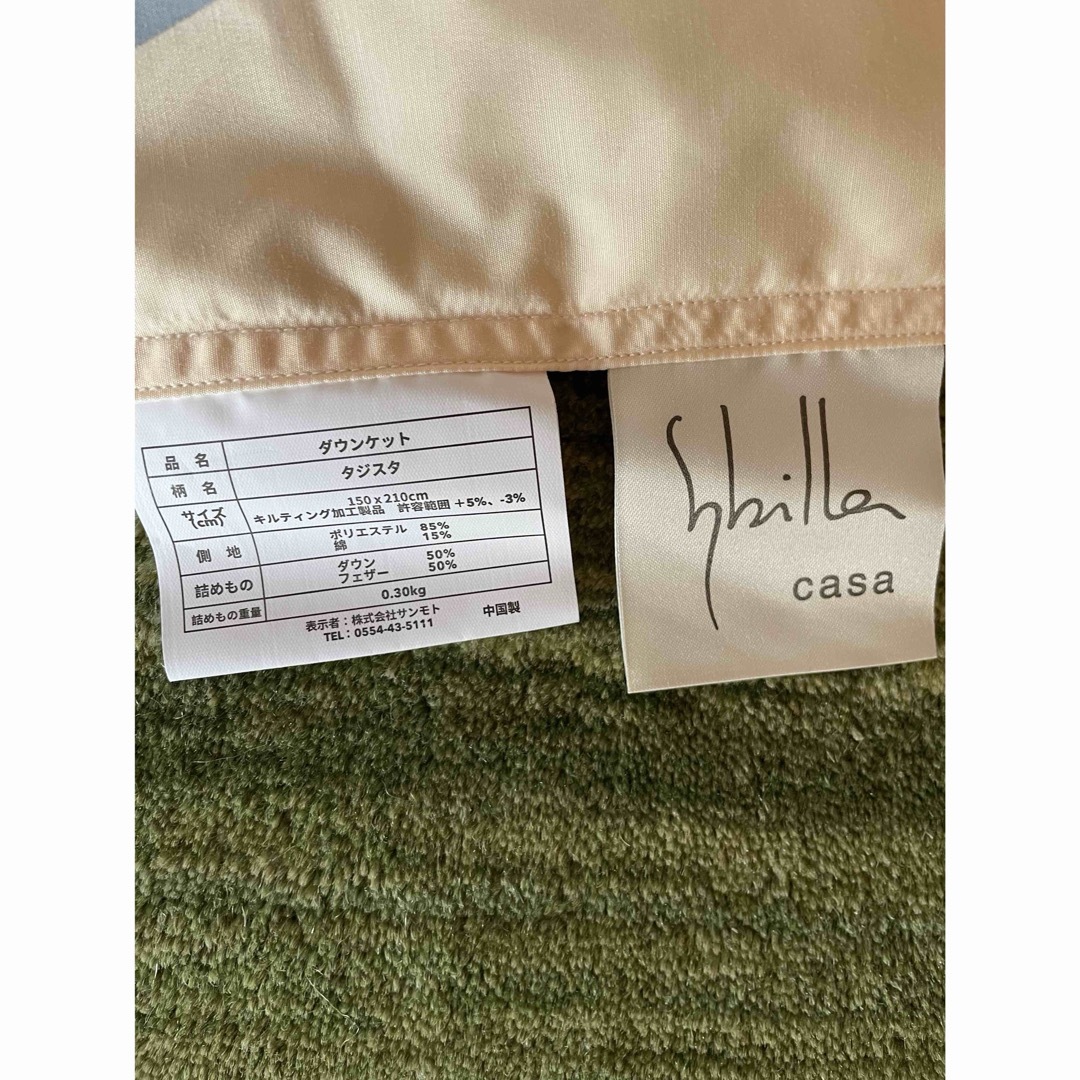 品 名 ダウンケット
柄 名 タジスタ
サイズ(cm) 150x210cm
キルティング加工製品 許容範囲 +5%、-3%
側 地 ポリエステル 85%
綿 15%
詰めもの ダウン 50%
フェザー 50%
詰めもの重量 0.30kg
表示者:株式会社サンモト 中国製
TEL:0554-43-5111
Sybilla
casa